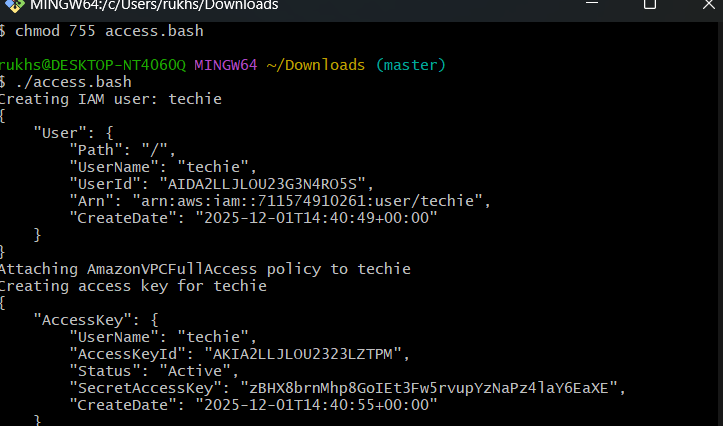 MINGW64:/c/Users/rukhs/Downloads
$ chmod 755 access.bash
rukhs@DESKTOP-NT4060Q MINGW64 ~/Downloads (master)
$ ./access.bash
Creating IAM user: techie
{
    "User": {
        "Path": "/",
        "UserName": "techie",
        "UserId": "AIDA2LLJLOU23G3N4RO5S",
        "Arn": "arn:aws:iam::711574910261:user/techie",
        "CreateDate": "2025-12-01T14:40:49+00:00"
    }
}
Attaching AmazonVPCFullAccess policy to techie
Creating access key for techie
{
    "AccessKey": {
        "UserName": "techie",
        "AccessKeyId": "AKIA2LLJLOU2323LZTPM",
        "Status": "Active",
        "SecretAccessKey": "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",
        "CreateDate": "2025-12-01T14:40:55+00:00"
    }